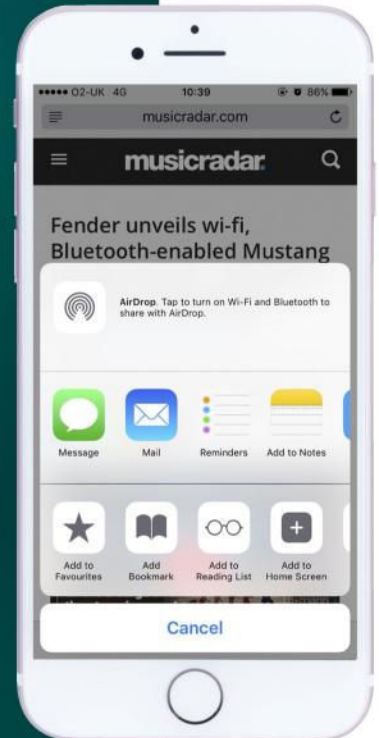 O2-UK 4G 10:39 86%
musicradar.com
musicradar.
Fender unveils wi-fi,
Bluetooth-enabled Mustang
AirDrop. Tap to turn on Wi-Fi and Bluetooth to
share with AirDrop.
Message Mail Reminders Add to Notes
Add to Favourites
Add Bookmark
Add to Reading List
Add to Home Screen
Cancel